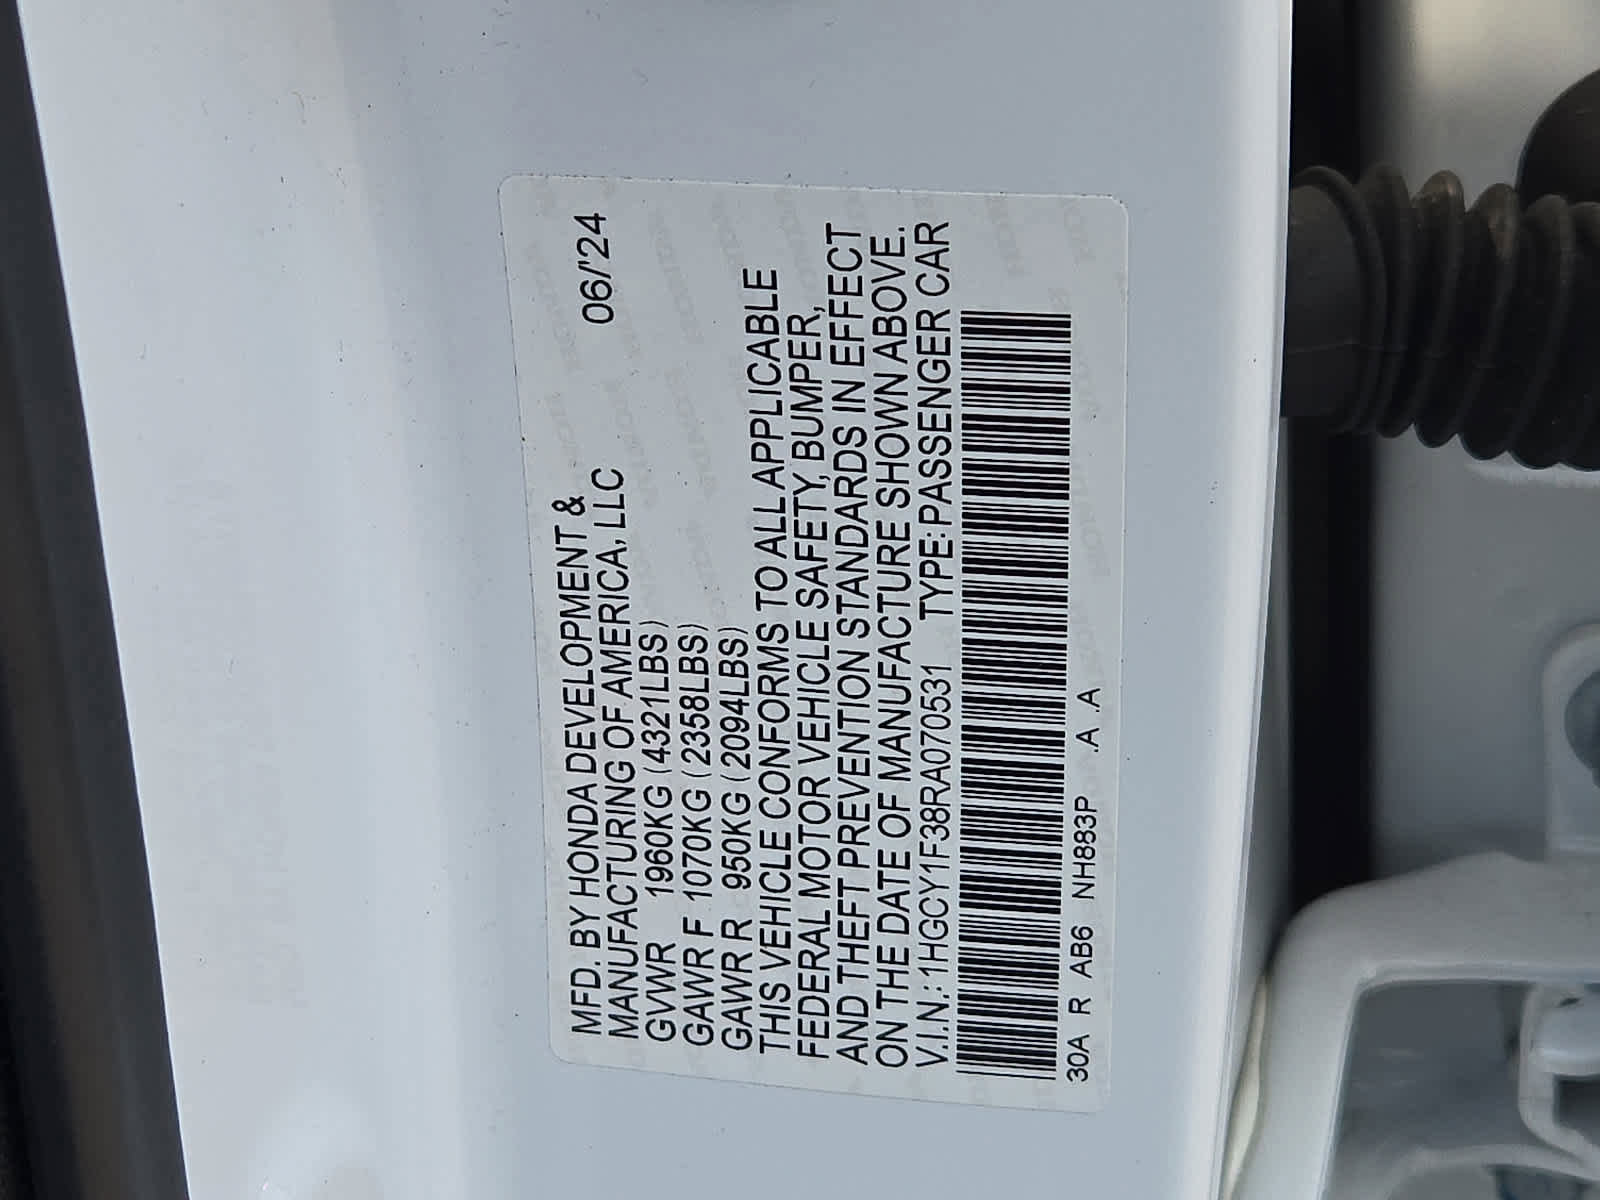 MFD. BY HONDA DEVELOPMENT &
MANUFACTURING OF AMERICA, LLC 06/'24
GVWR 1960KG (4321LBS)
GAWR F 1070KG (2358LBS)
GAWR R 950KG (2094LBS)
THIS VEHICLE CONFORMS TO ALL APPLICABLE
FEDERAL MOTOR VEHICLE SAFETY, BUMPER,
AND THEFT PREVENTION STANDARDS IN EFFECT
ON THE DATE OF MANUFACTURE SHOWN ABOVE.
V.I.N.: 1HGCY1F38RA070531 TYPE: PASSENGER CAR
30A R AB6 NH883P .A .A